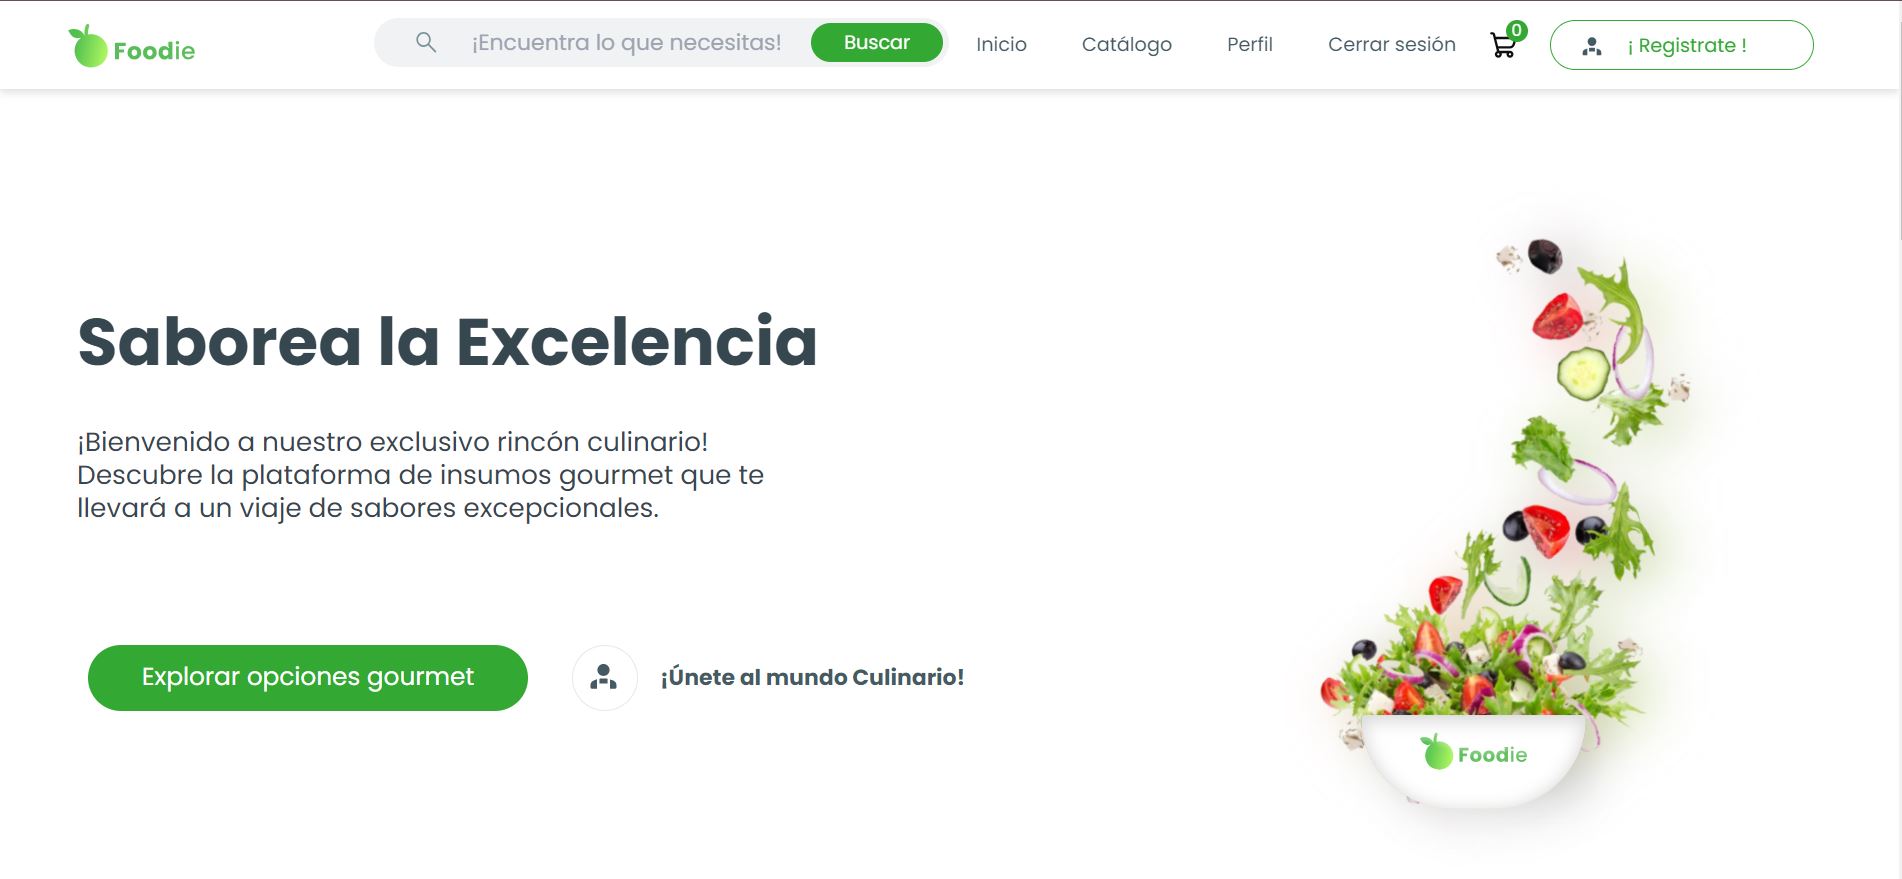 Foodie
¡Encuentra lo que necesitas!
Buscar
Inicio
Catálogo
Perfil
Cerrar sesión
0
¡ Registrate !
Saborea la Excelencia
¡Bienvenido a nuestro exclusivo rincón culinario!
Descubre la plataforma de insumos gourmet que te
llevará a un viaje de sabores excepcionales.
Explorar opciones gourmet
¡Únete al mundo Culinario!
Foodie